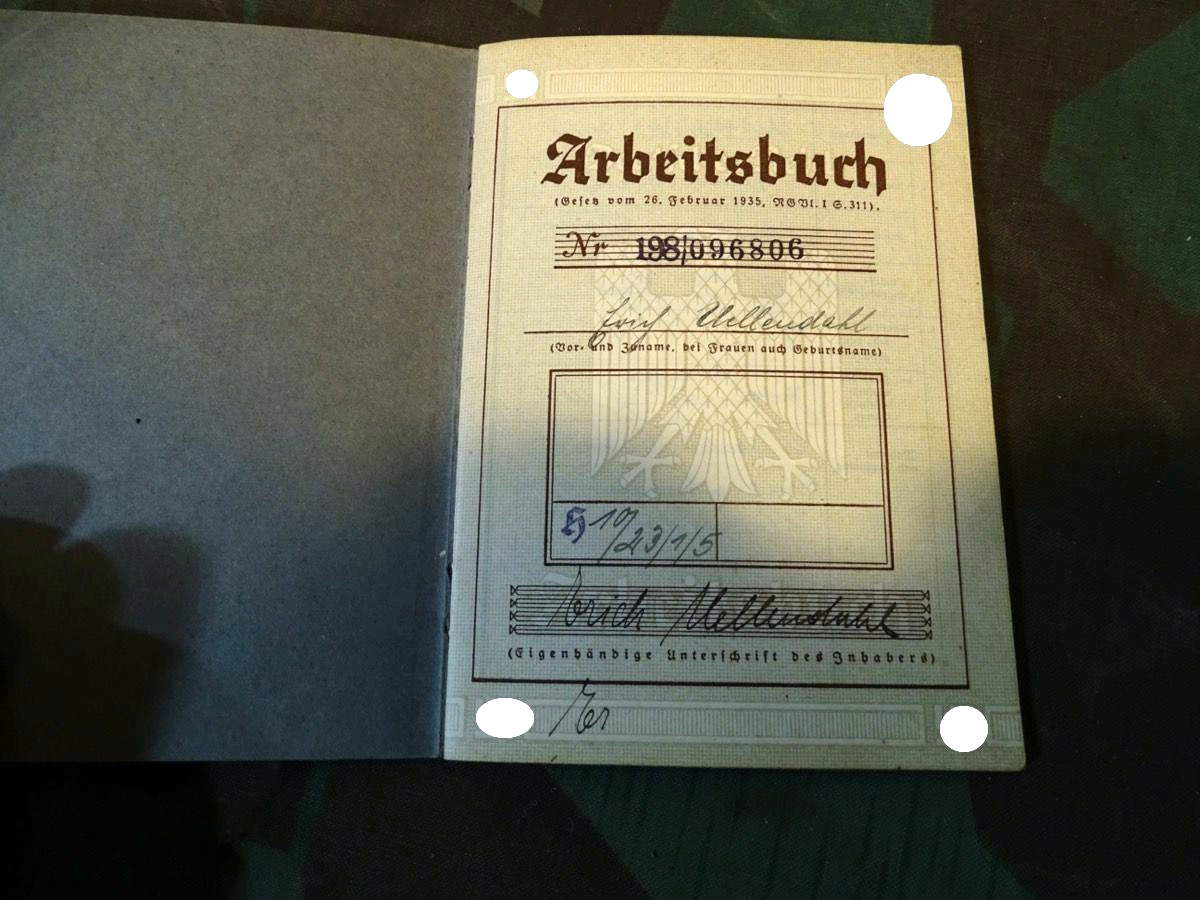 Arbeitsbuch
(Gesetz vom 26. Februar 1935, RGBl. I S. 311).
Nr 198/096806
Erich Uellendahl
(Vor- und Zuname, bei Frauen auch Geburtsname)
H 19/23/1/5
Erich Uellendahl
(Eigenhändige Unterschrift des Inhabers)